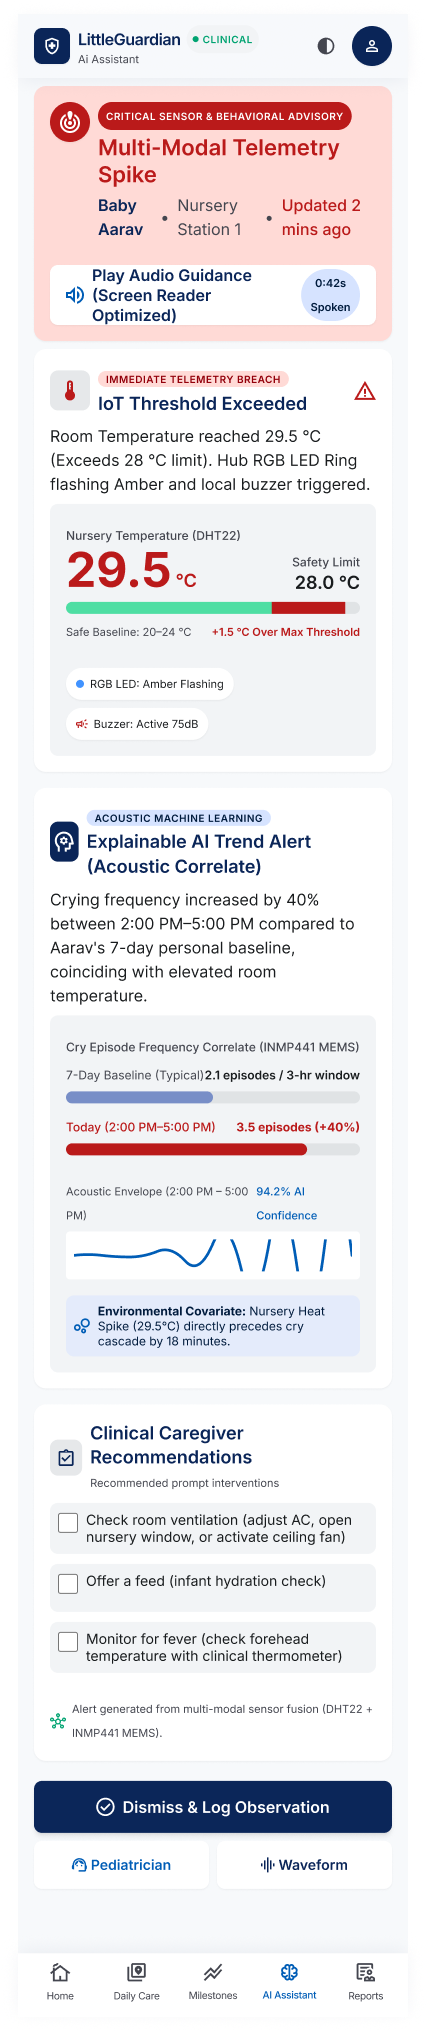 LittleGuardian
CLINICAL
Ai Assistant
CRITICAL SENSOR & BEHAVIORAL ADVISORY
Multi-Modal Telemetry
Spike
Baby
Aarav
•
Nursery
Station 1
•
Updated 2
mins ago
Play Audio Guidance
(Screen Reader
Optimized)
0:42s
Spoken
IMMEDIATE TELEMETRY BREACH
IoT Threshold Exceeded
Room Temperature reached 29.5 °C
(Exceeds 28 °C limit). Hub RGB LED Ring
flashing Amber and local buzzer triggered.
Nursery Temperature (DHT22)
29.5 °C
Safety Limit
28.0 °C
Safe Baseline: 20–24 °C
+1.5 °C Over Max Threshold
RGB LED: Amber Flashing
Buzzer: Active 75dB
ACOUSTIC MACHINE LEARNING
Explainable AI Trend Alert
(Acoustic Correlate)
Crying frequency increased by 40%
between 2:00 PM–5:00 PM compared to
Aarav's 7-day personal baseline,
coinciding with elevated room
temperature.
Cry Episode Frequency Correlate (INMP441 MEMS)
7-Day Baseline (Typical) 2.1 episodes / 3-hr window
Today (2:00 PM–5:00 PM) 3.5 episodes (+40%)
Acoustic Envelope (2:00 PM – 5:00
PM)
94.2% AI
Confidence
Environmental Covariate: Nursery Heat
Spike (29.5°C) directly precedes cry
cascade by 18 minutes.
Clinical Caregiver
Recommendations
Recommended prompt interventions
Check room ventilation (adjust AC, open
nursery window, or activate ceiling fan)
Offer a feed (infant hydration check)
Monitor for fever (check forehead
temperature with clinical thermometer)
Alert generated from multi-modal sensor fusion (DHT22 +
INMP441 MEMS).
Dismiss & Log Observation
Pediatrician
Waveform
Home
Daily Care
Milestones
AI Assistant
Reports